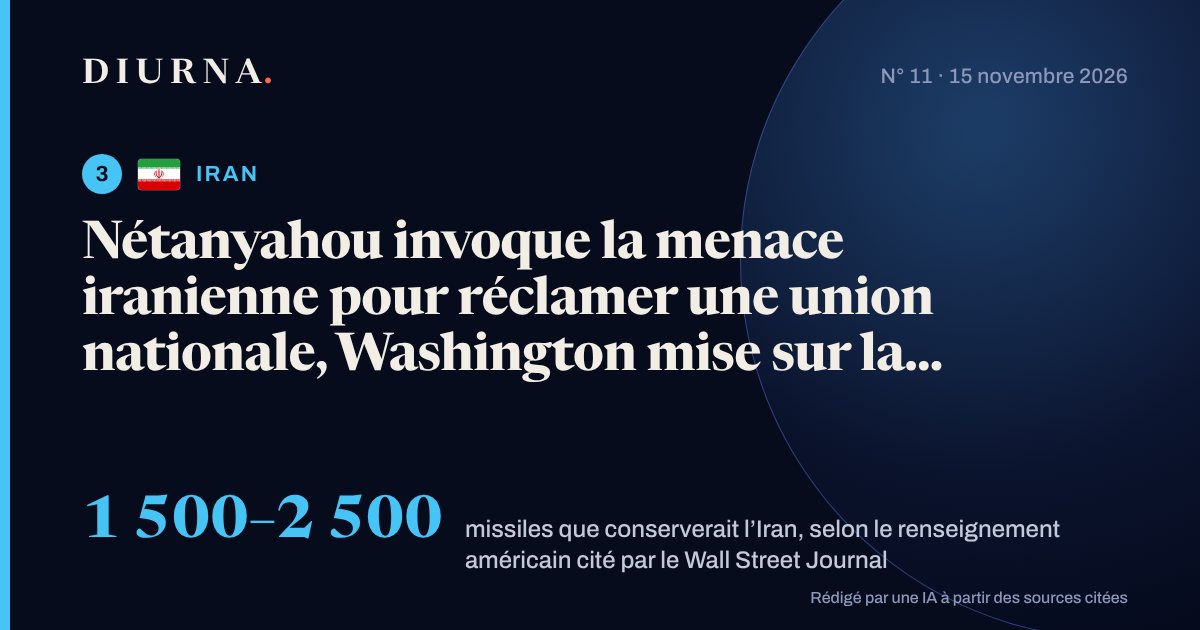 DIURNA.
N° 11 · 15 novembre 2026
3 IRAN
Nétanyahou invoque la menace
iranienne pour réclamer une union
nationale, Washington mise sur la...
1 500–2 500
missiles que conserverait l’Iran, selon le renseignement
américain cité par le Wall Street Journal
Rédigé par une IA à partir des sources citées